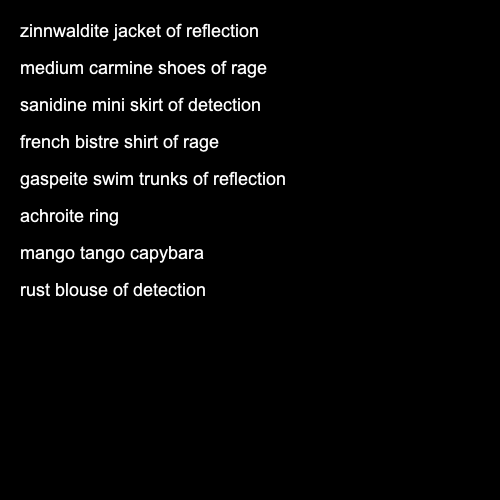 zinnwaldite jacket of reflection
medium carmine shoes of rage
sanidine mini skirt of detection
french bistre shirt of rage
gaspeite swim trunks of reflection
achroite ring
mango tango capybara
rust blouse of detection